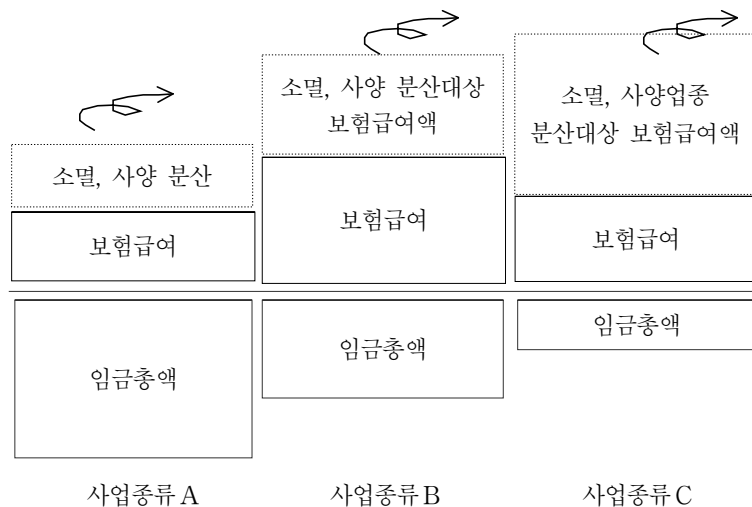 소멸, 사양 분산
보험급여
임금총액
사업종류A
소멸, 사양 분산대상
보험급여액
보험급여
임금총액
사업종류B
소멸, 사양업종
분산대상 보험급여액
보험급여
임금총액
사업종류C